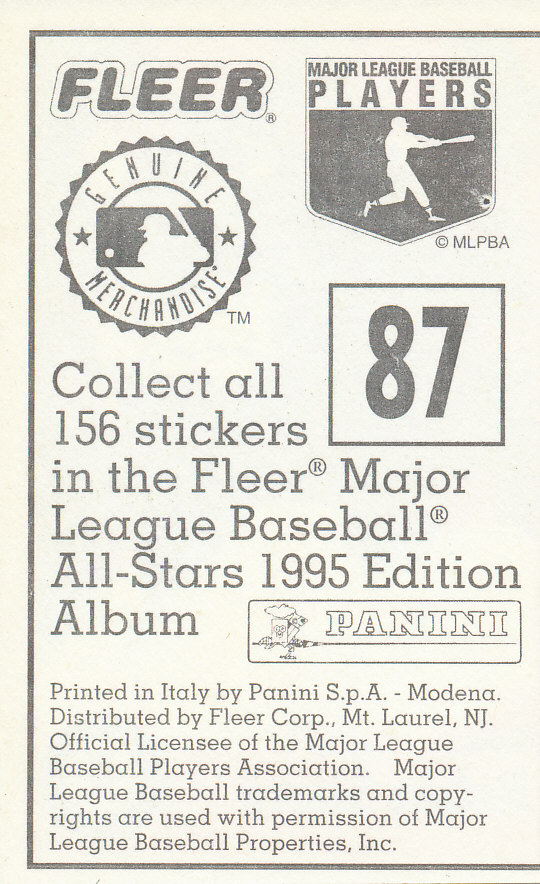 FLEER®
MAJOR LEAGUE BASEBALL
PLAYERS
© MLPBA
GENUINE
MERCHANDISE®
TM
87
Collect all
156 stickers
in the Fleer® Major
League Baseball®
All-Stars 1995 Edition
Album
PANINI
Printed in Italy by Panini S.p.A. - Modena.
Distributed by Fleer Corp., Mt. Laurel, NJ.
Official Licensee of the Major League
Baseball Players Association. Major
League Baseball trademarks and copy-
rights are used with permission of Major
League Baseball Properties, Inc.